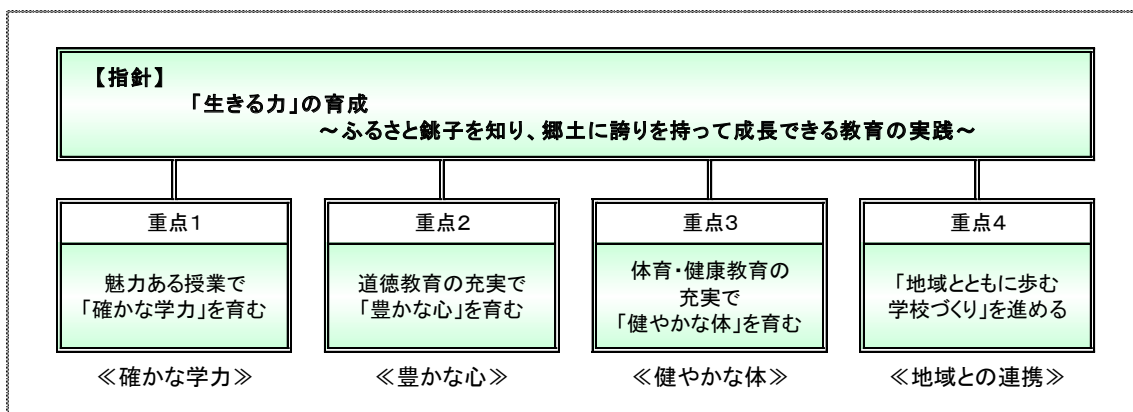 【指針】
「生きる力」の育成
～ふるさと銚子を知り、郷土に誇りを持って成長できる教育の実践～
重点１
魅力ある授業で
「確かな学力」を育む
≪確かな学力≫
重点２
道徳教育の充実で
「豊かな心」を育む
≪豊かな心≫
重点３
体育・健康教育の
充実で
「健やかな体」を育む
≪健やかな体≫
重点４
「地域とともに歩む
学校づくり」を進める
≪地域との連携≫